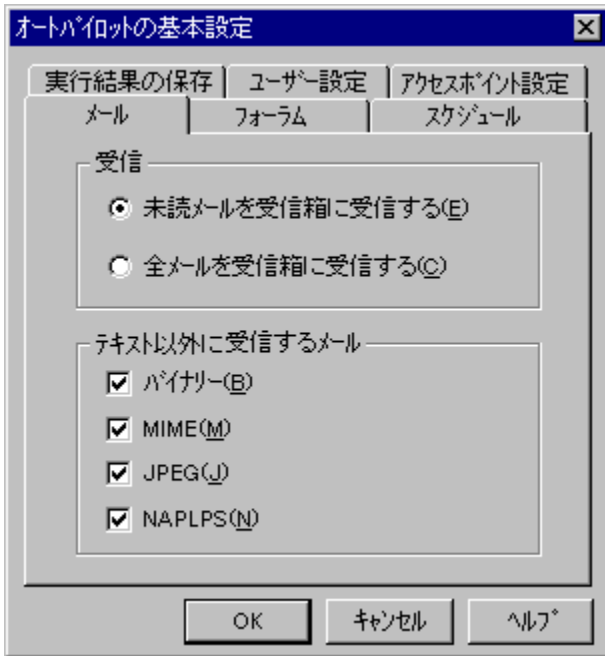 オートパイロットの基本設定
実行結果の保存 ユーザー設定 アクセスポイント設定
メール フォーラム スケジュール
受信
未読メールを受信箱に受信する(E)
全メールを受信箱に受信する(C)
テキスト以外に受信するメール
バイナリー(B)
MIME(M)
JPEG(J)
NAPLPS(N)
OK キャンセル ヘルプ